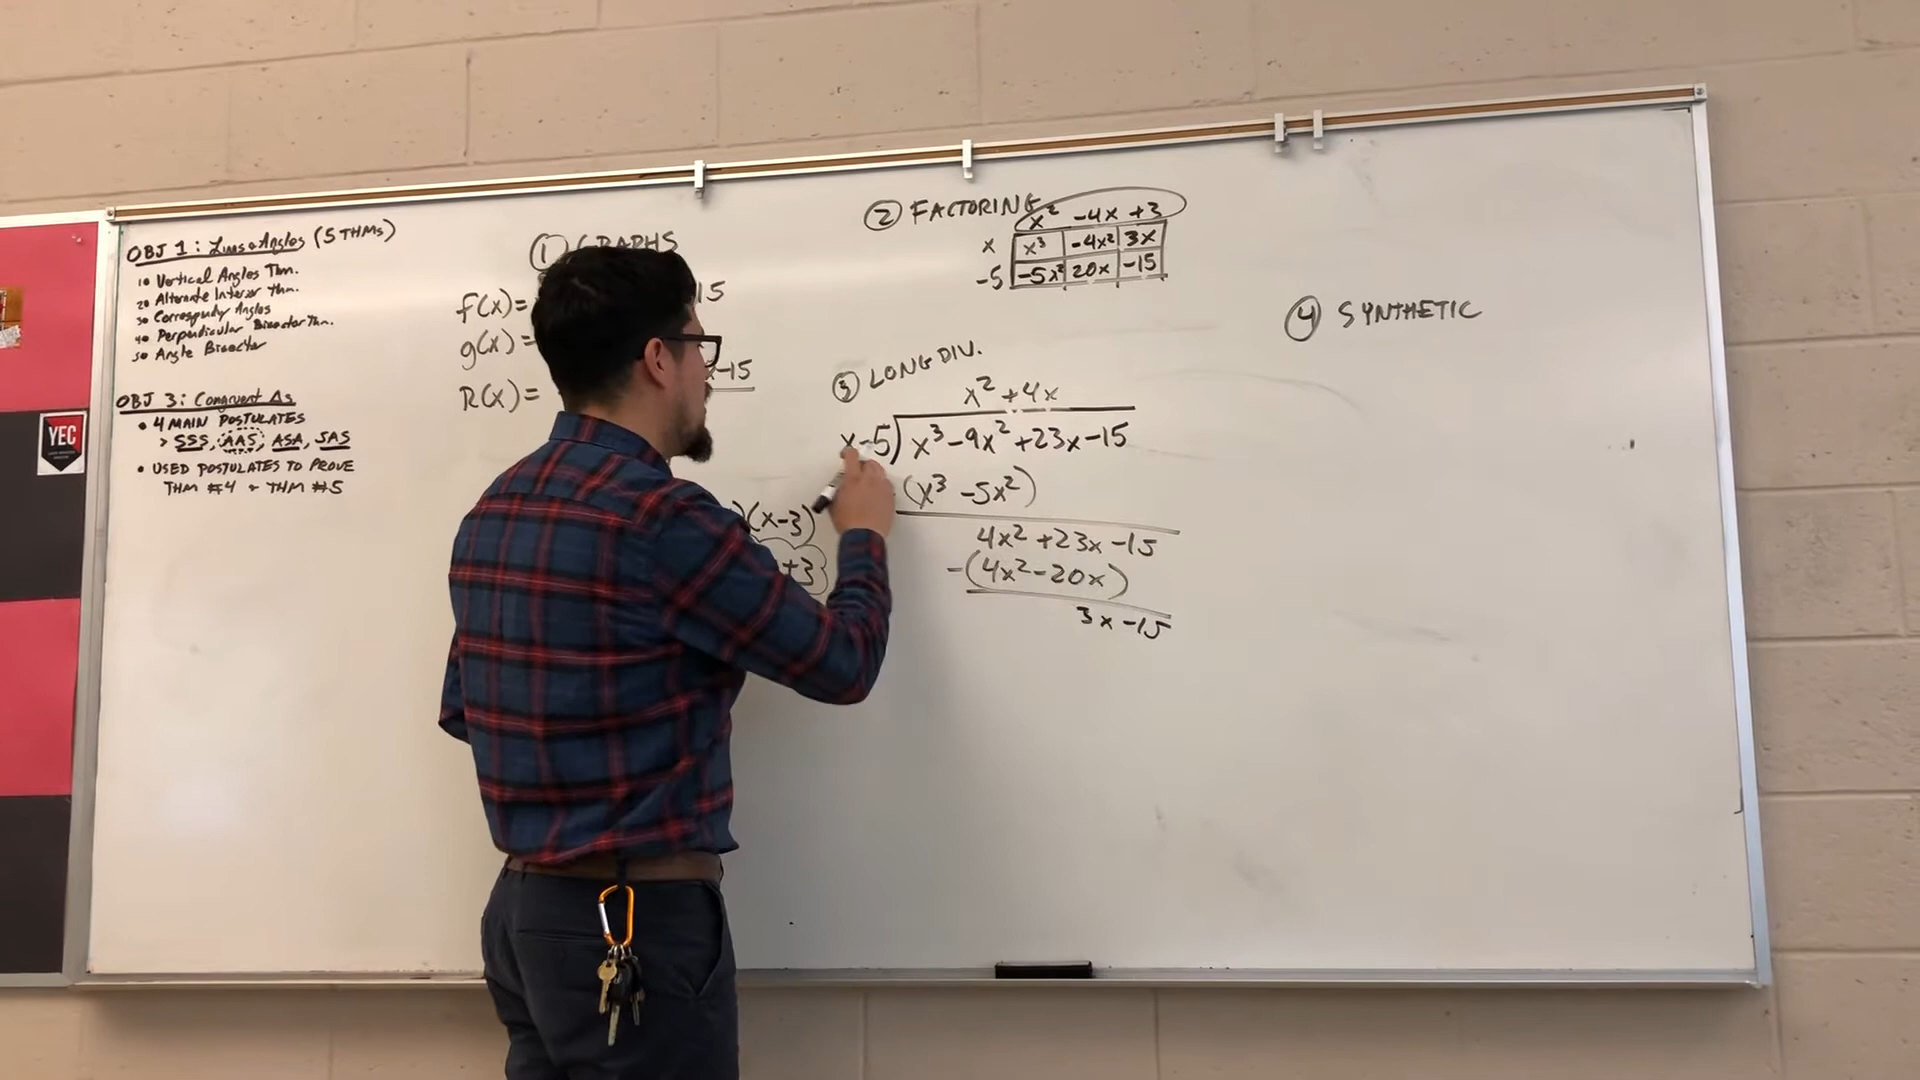 OBJ 1: Lines & Angles (5 THMs)
1. Vertical Angles Thm.
2. Alternate Interior Thm.
3. Corresponding Angles
4. Perpendicular Bisector Thm.
5. Angle Bisector
OBJ 3: Congruent Δs
• 4 MAIN POSTULATES
> SSS, AAS, ASA, SAS
• USED POSTULATES TO PROVE
THM #4 & THM #5
YEC
① GRAPHS
f(x)= 15
g(x)=
x-15
R(x)=
)(x-3)
+3
② FACTORING
x² -4x +3
x x³ -4x² 3x
-5 -5x² 20x -15
③ LONG DIV.
x² +4x
x-5)x³-9x²+23x-15
(x³ -5x²)
4x² +23x -15
-(4x²-20x)
3x -15
④ SYNTHETIC